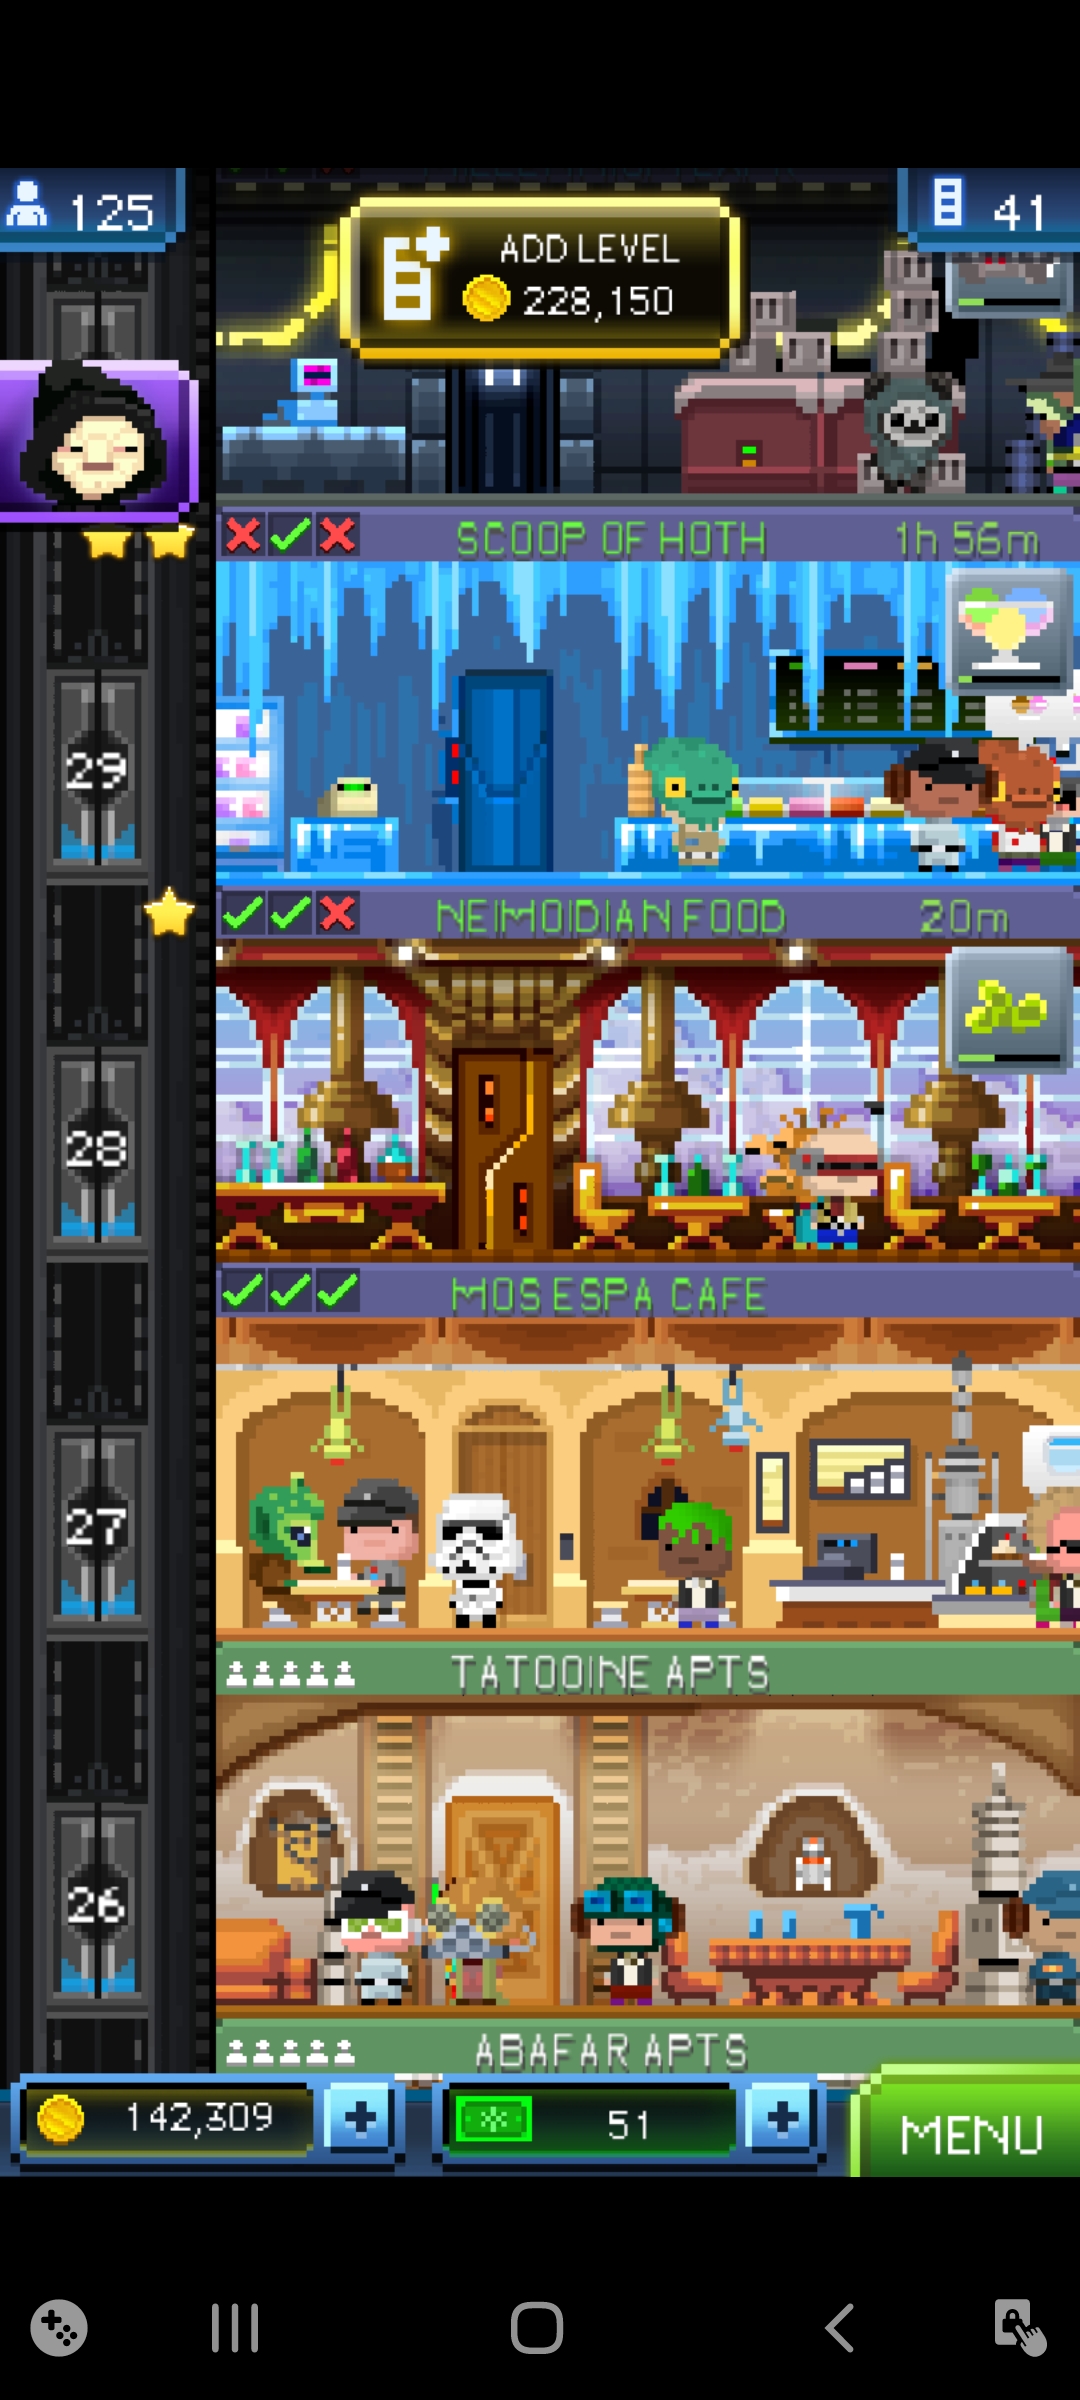 125
41
ADD LEVEL
228,150
SCOOP OF HOTH
1h 56m
29
NEIMOIDIAN FOOD
20m
28
MOS ESPA CAFE
27
TATOOINE APTS
26
ABAFAR APTS
142,309
51
MENU